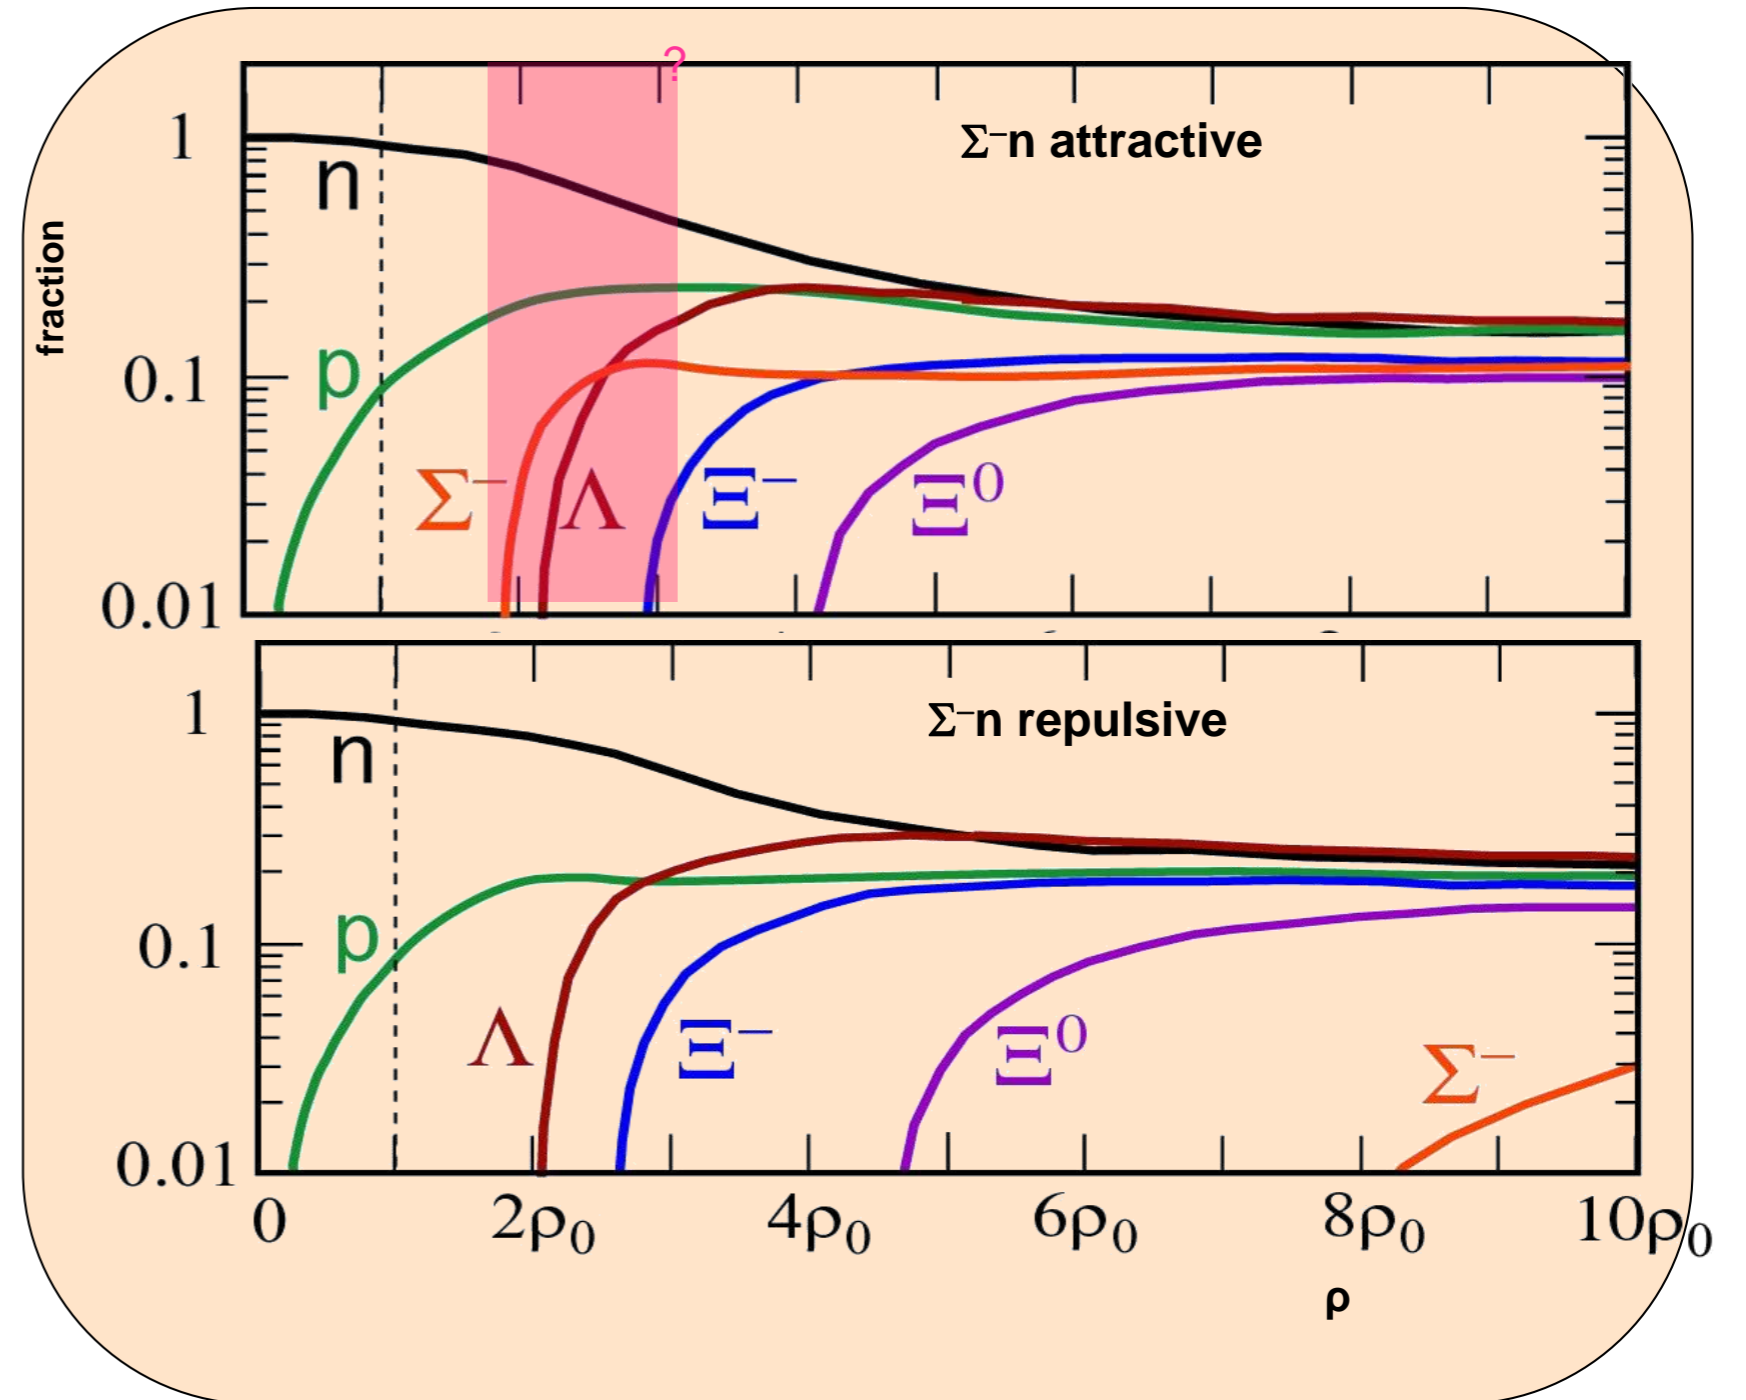 ?
Σ⁻n attractive
1
n
fraction
0.1
p
Σ⁻
Λ
Ξ⁻
Ξ⁰
0.01
Σ⁻n repulsive
1
n
0.1
p
Λ
Ξ⁻
Ξ⁰
Σ⁻
0.01
0 2ρ₀ 4ρ₀ 6ρ₀ 8ρ₀ 10ρ₀
ρ